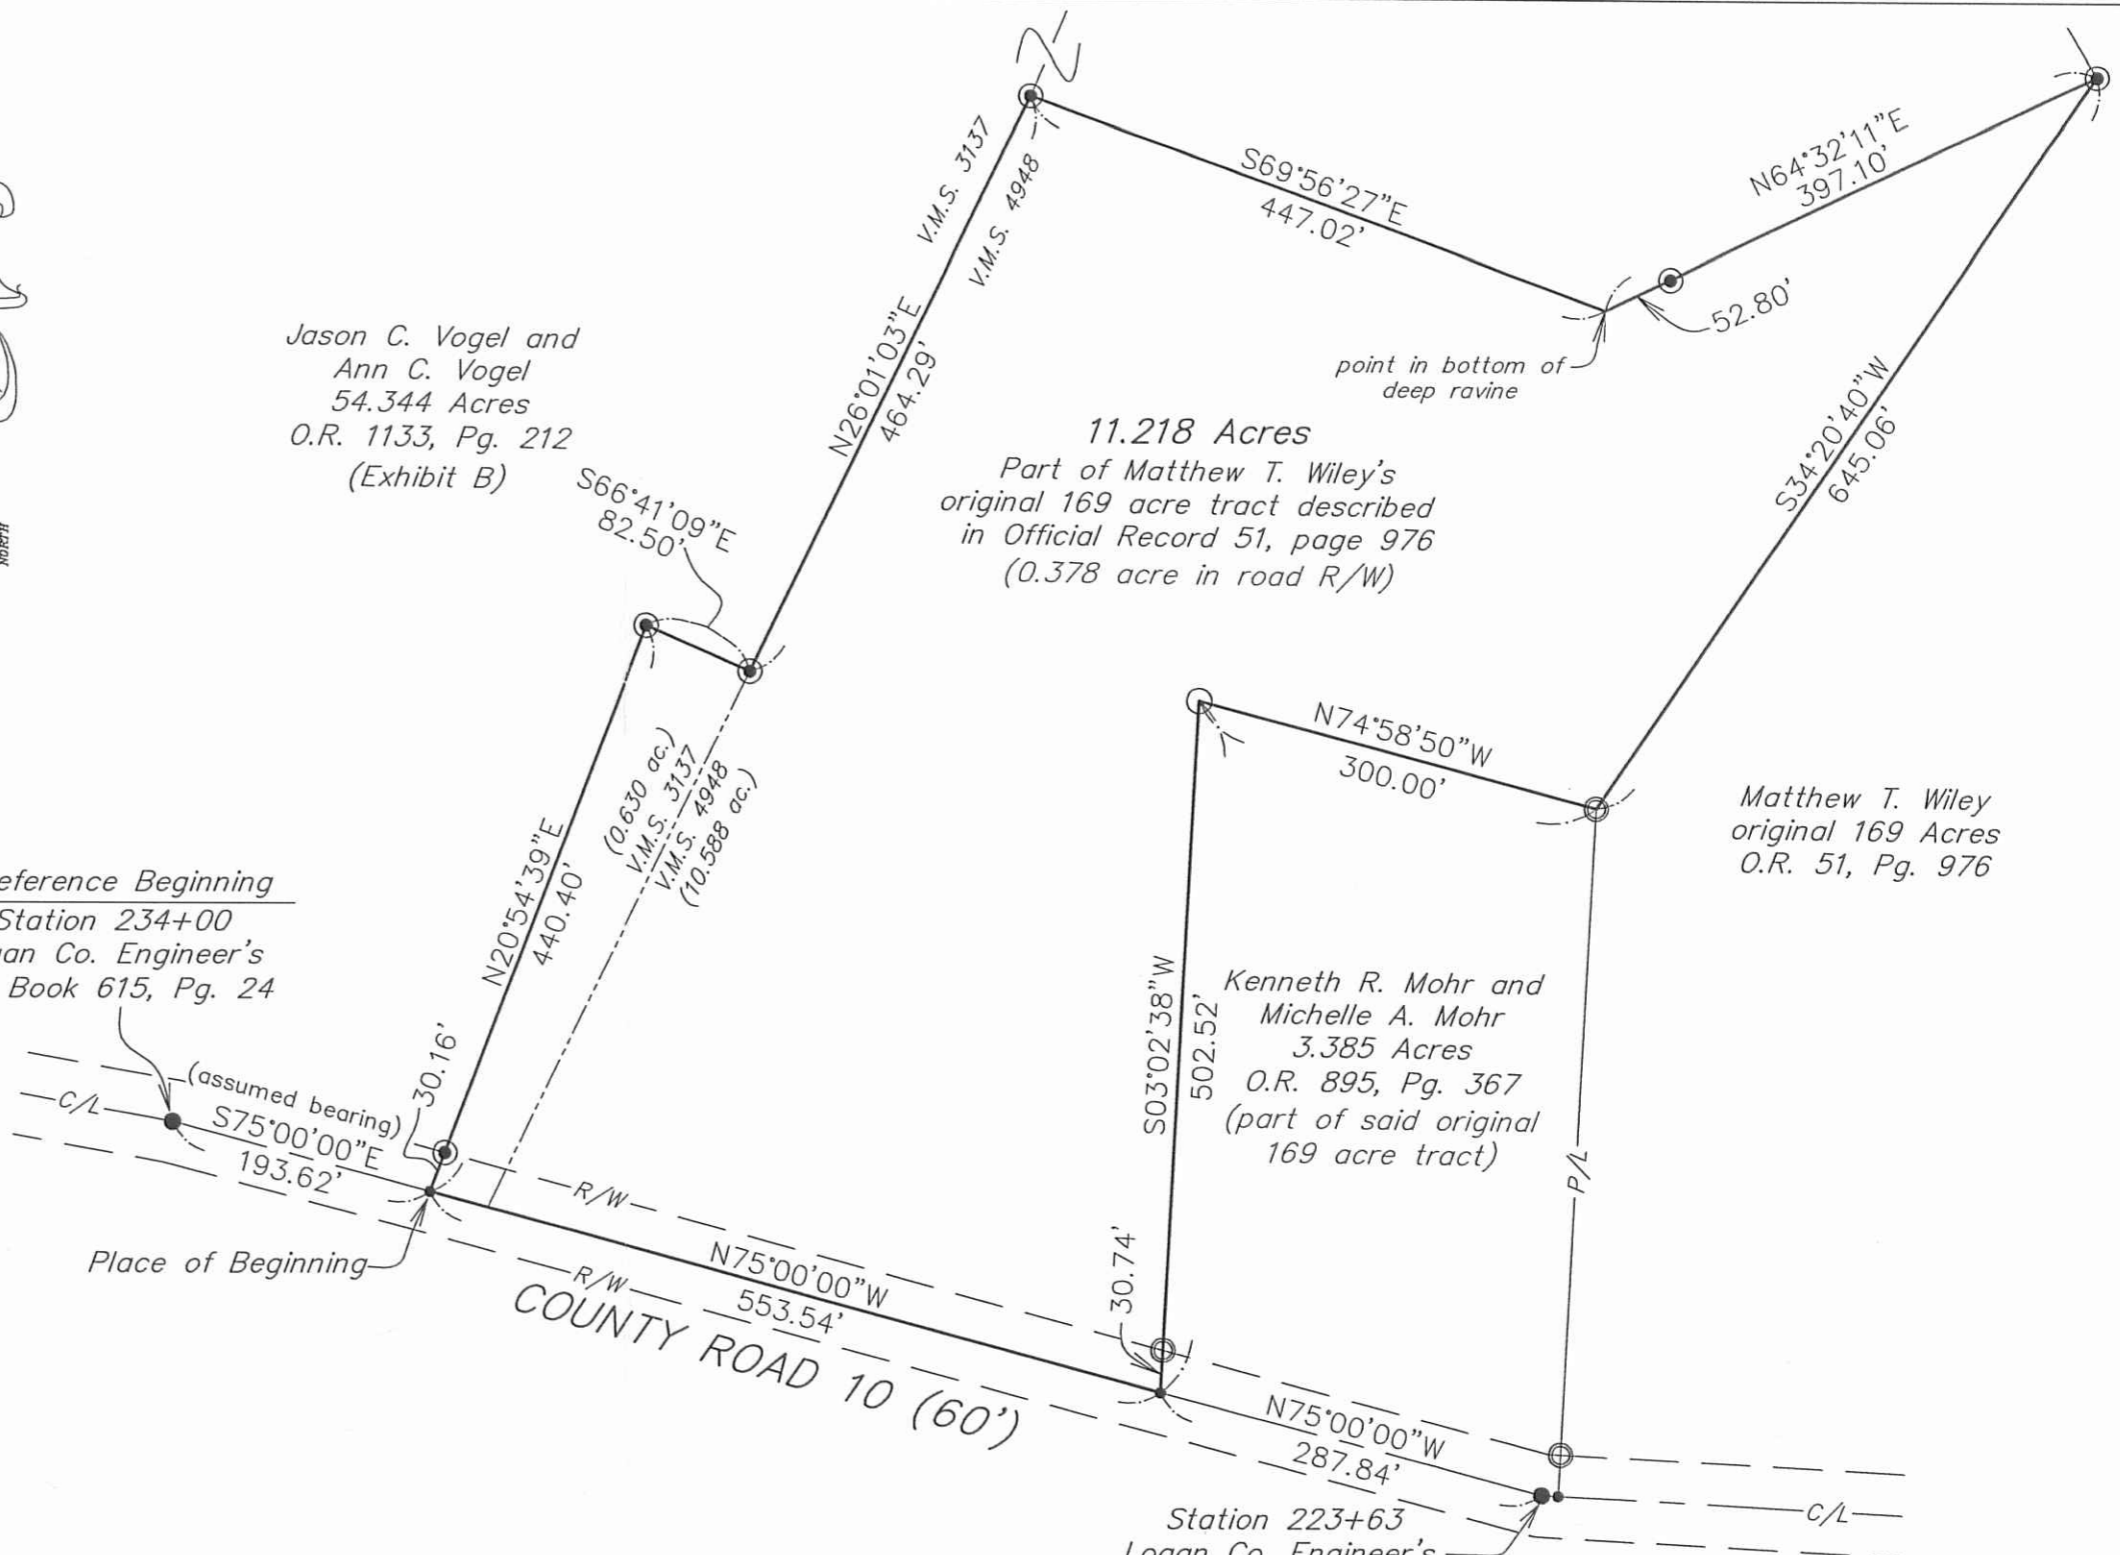 V.M.S. 3137
V.M.S. 4948
S69°56'27"E
447.02'
N64°32'11"E
397.10'
52.80'
point in bottom of
deep ravine
N26°01'03"E
464.29'
S34°20'40"W
645.06'
Jason C. Vogel and
Ann C. Vogel
54.344 Acres
O.R. 1133, Pg. 212
(Exhibit B)
S66°41'09"E
82.50'
11.218 Acres
Part of Matthew T. Wiley's
original 169 acre tract described
in Official Record 51, page 976
(0.378 acre in road R/W)
NORTH
N74°58'50"W
300.00'
(0.630 ac.)
V.M.S. 3137
V.M.S. 4948
(10.588 ac.)
Matthew T. Wiley
original 169 Acres
O.R. 51, Pg. 976
N20°54'39"E
440.40'
eference Beginning
Station 234+00
an Co. Engineer's
Book 615, Pg. 24
S03°02'38"W
502.52'
Kenneth R. Mohr and
Michelle A. Mohr
3.385 Acres
O.R. 895, Pg. 367
(part of said original
169 acre tract)
P/L
30.16'
C/L
(assumed bearing)
S75°00'00"E
193.62'
R/W
Place of Beginning
R/W
N75°00'00"W
553.54'
COUNTY ROAD 10 (60')
30.74'
N75°00'00"W
287.84'
C/L
Station 223+63
Logan Co. Engineer's